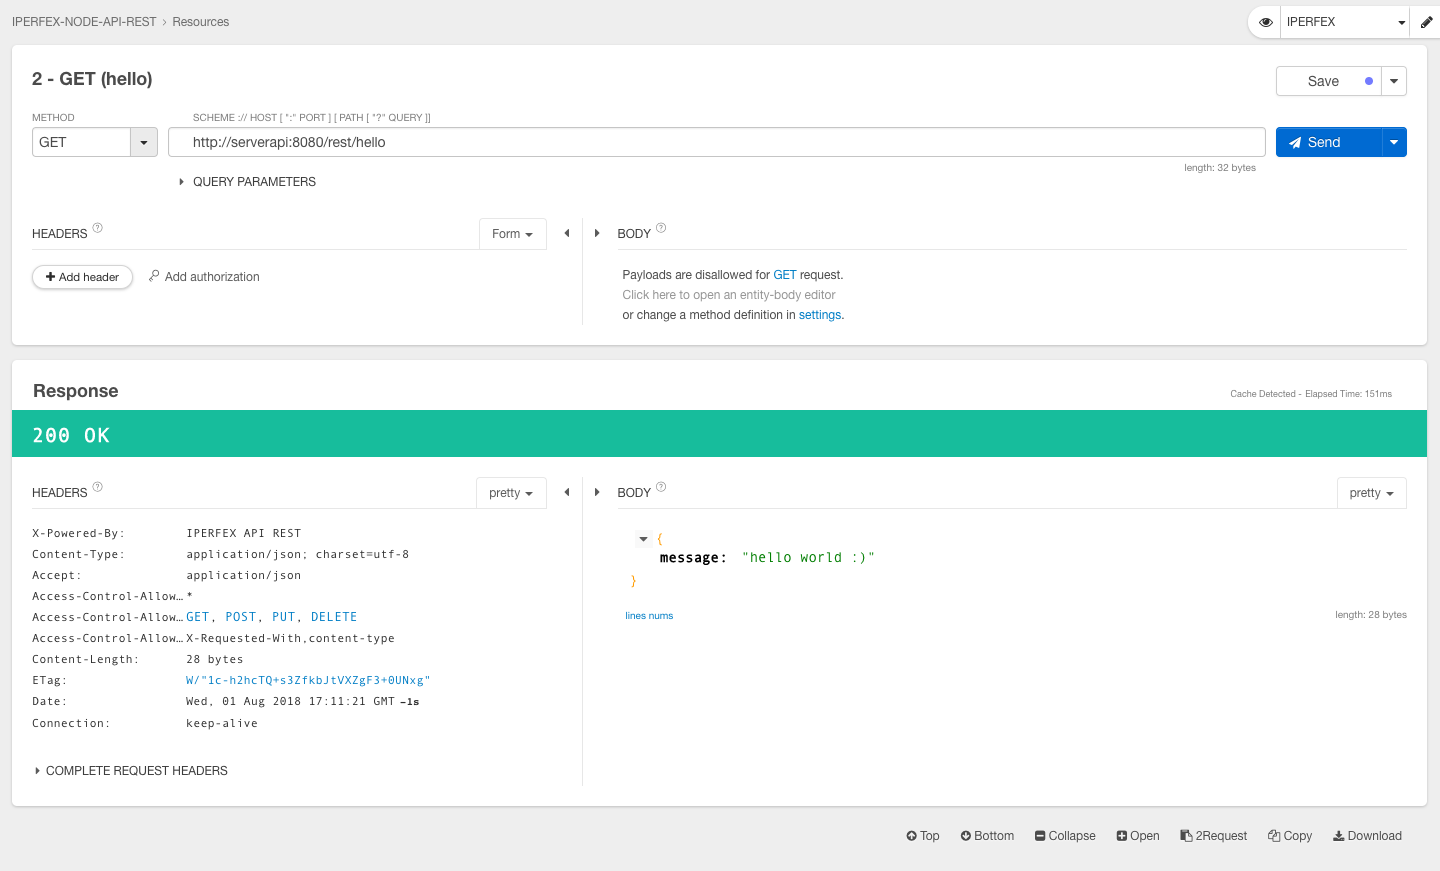 IPERFEX-NODE-API-REST › Resources
IPERFEX
2 - GET (hello)
Save
METHOD
SCHEME :// HOST [ ":" PORT ] [ PATH [ "?" QUERY ]]
GET
http://serverapi:8080/rest/hello
Send
length: 32 bytes
QUERY PARAMETERS
HEADERS ?
Form
BODY ?
Add header
Add authorization
Payloads are disallowed for GET request.
Click here to open an entity-body editor
or change a method definition in settings.
Response
Cache Detected - Elapsed Time: 151ms
200 OK
HEADERS ?
pretty
BODY ?
pretty
X-Powered-By: IPERFEX API REST
Content-Type: application/json; charset=utf-8
Accept: application/json
Access-Control-Allow… *
Access-Control-Allow… GET, POST, PUT, DELETE
Access-Control-Allow… X-Requested-With,content-type
Content-Length: 28 bytes
ETag: W/"1c-h2hcTQ+s3ZfkbJtVXZgF3+0UNxg"
Date: Wed, 01 Aug 2018 17:11:21 GMT –1s
Connection: keep-alive
{
message: "hello world :)"
}
lines nums
length: 28 bytes
COMPLETE REQUEST HEADERS
Top
Bottom
Collapse
Open
2Request
Copy
Download